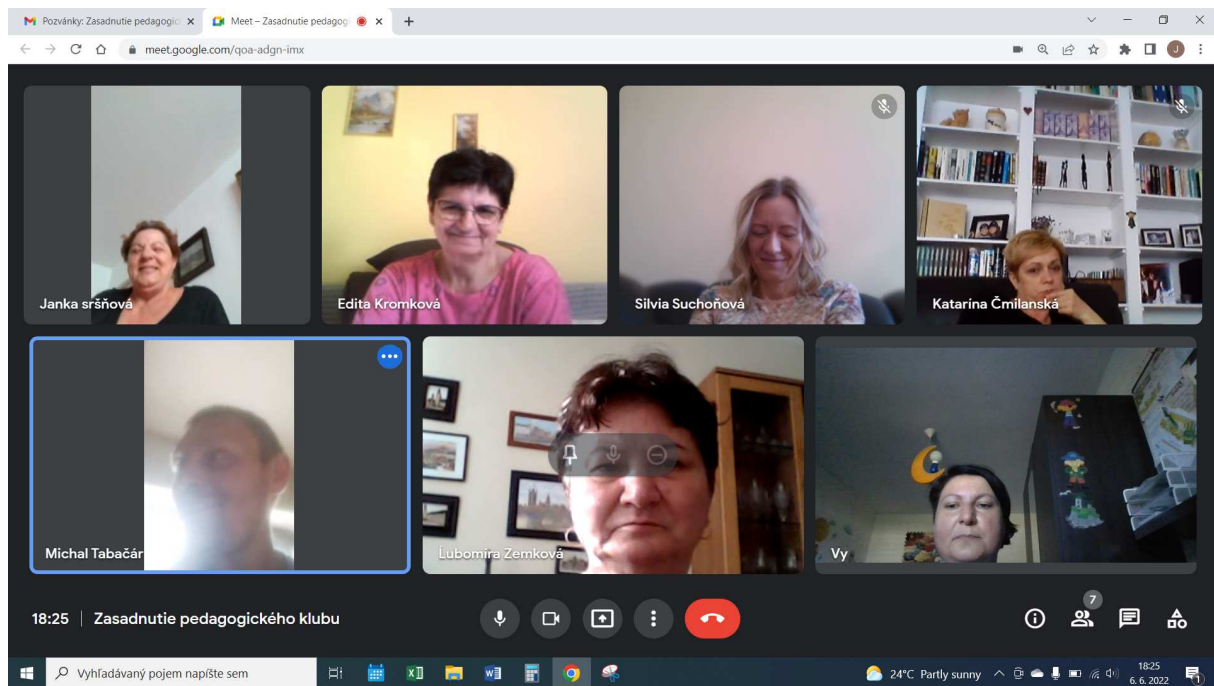 Pozvánky: Zasadnutie pedagogic
Meet – Zasadnutie pedagog
meet.google.com/qoa-adgn-imx
J
Janka sršňová
Edita Kromková
Silvia Suchoňová
Katarína Čmilanská
Michal Tabačár
Ľubomíra Zemková
Vy
18:25 | Zasadnutie pedagogického klubu
7
Vyhľadávaný pojem napíšte sem
24°C Partly sunny
18:25
6. 6. 2022
1